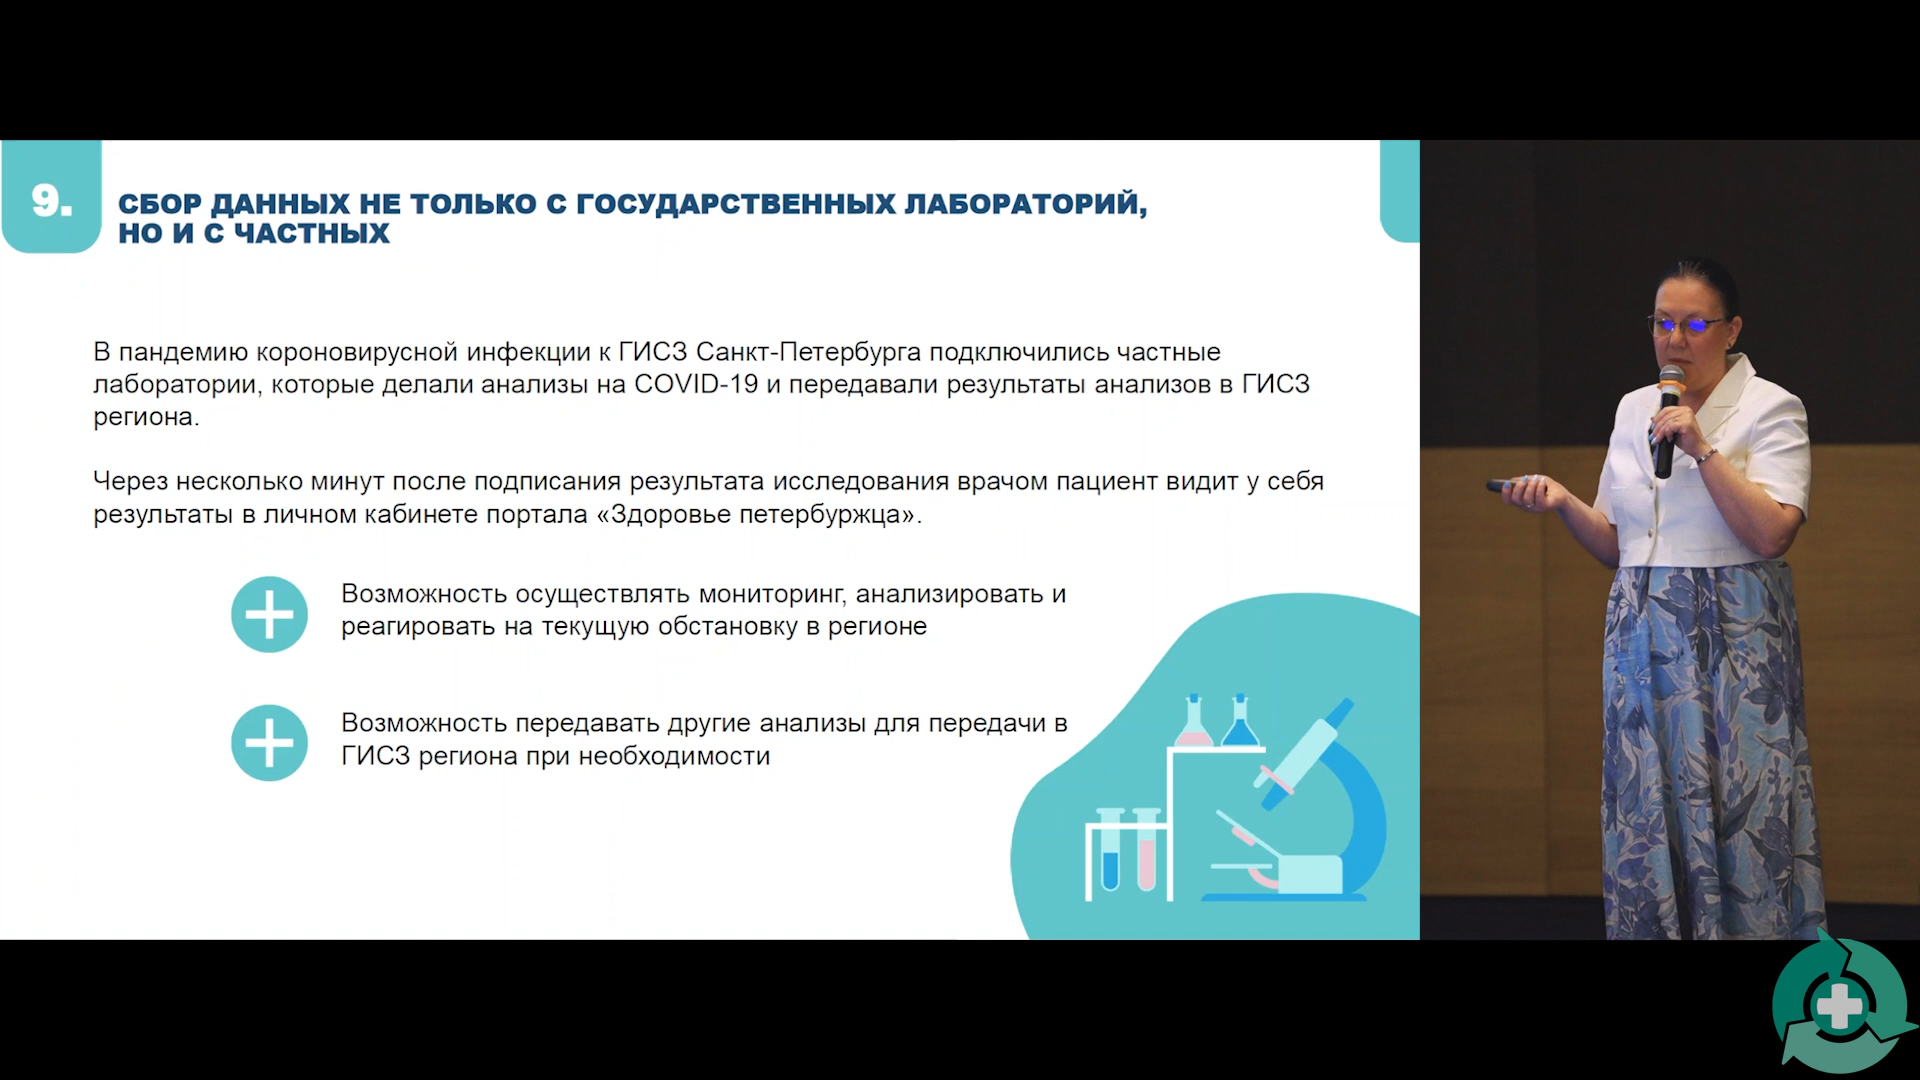 9.
СБОР ДАННЫХ НЕ ТОЛЬКО С ГОСУДАРСТВЕННЫХ ЛАБОРАТОРИЙ,
НО И С ЧАСТНЫХ
В пандемию короновирусной инфекции к ГИСЗ Санкт-Петербурга подключились частные
лаборатории, которые делали анализы на COVID-19 и передавали результаты анализов в ГИСЗ
региона.
Через несколько минут после подписания результата исследования врачом пациент видит у себя
результаты в личном кабинете портала «Здоровье петербуржца».
Возможность осуществлять мониторинг, анализировать и
реагировать на текущую обстановку в регионе
Возможность передавать другие анализы для передачи в
ГИСЗ региона при необходимости